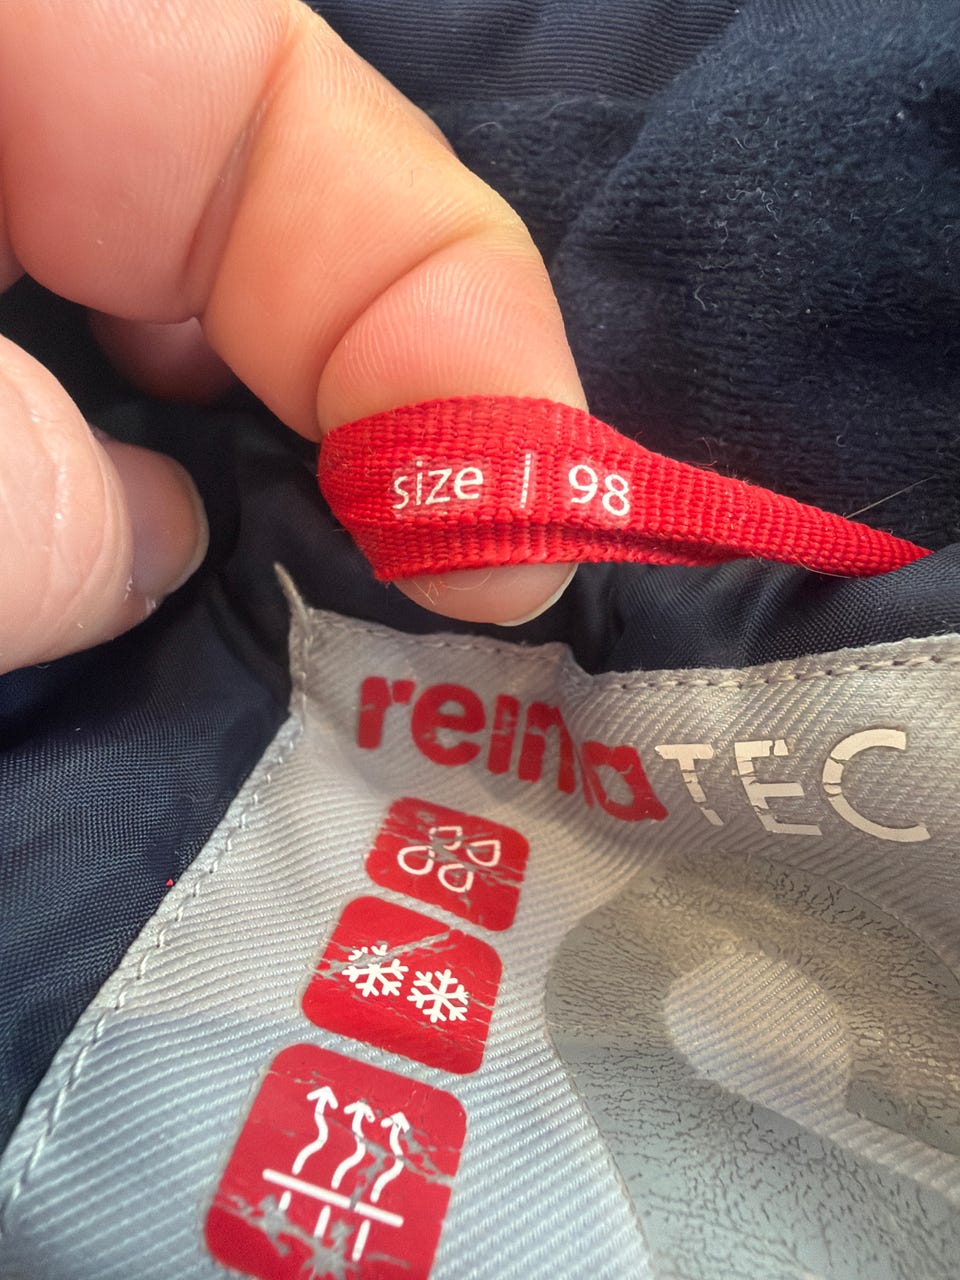 size | 98
reimaTEC